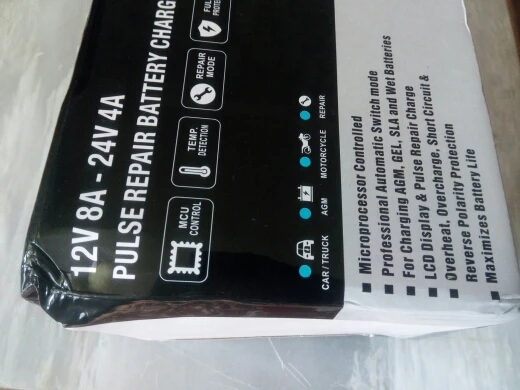 12V 8A - 24V 4A
PULSE REPAIR BATTERY CHARG
MCU
CONTROL
TEMP.
DETECTION
REPAIR
MODE
FUL
PROTE
CAR / TRUCK
AGM
MOTORCYCLE
REPAIR
Microprocessor Controlled
Professional Automatic Switch mode
For Charging AGM, GEL, SLA and Wet Batteries
LCD Display & Pulse Repair Charge
Overheat, Overcharge, Short Circuit &
Reverse Polarity Protection
Maximizes Battery Life